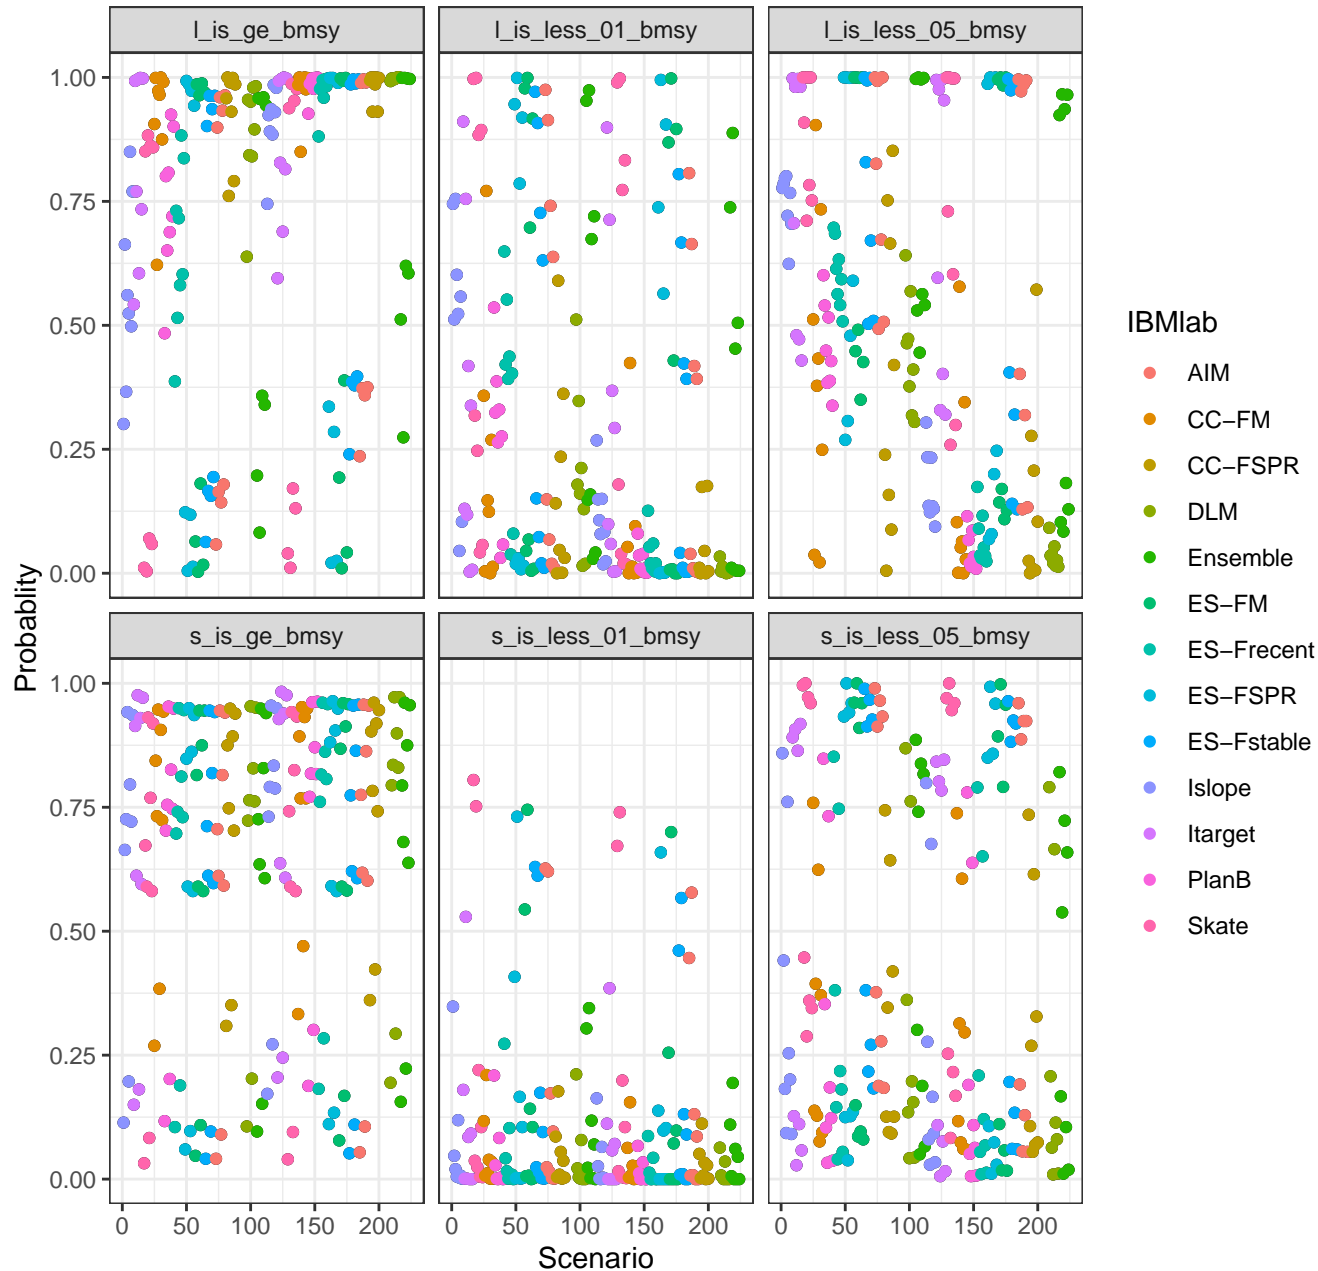 l_is_ge_bmsy
l_is_less_01_bmsy
l_is_less_05_bmsy
1.00
0.75
0.50
0.25
0.00
s_is_ge_bmsy
s_is_less_01_bmsy
s_is_less_05_bmsy
1.00
0.75
0.50
0.25
0.00
0 50 100 150 200
0 50 100 150 200
0 50 100 150 200
Scenario
Probablity
IBMlab
AIM
CC−FM
CC−FSPR
DLM
Ensemble
ES−FM
ES−Frecent
ES−FSPR
ES−Fstable
Islope
Itarget
PlanB
Skate